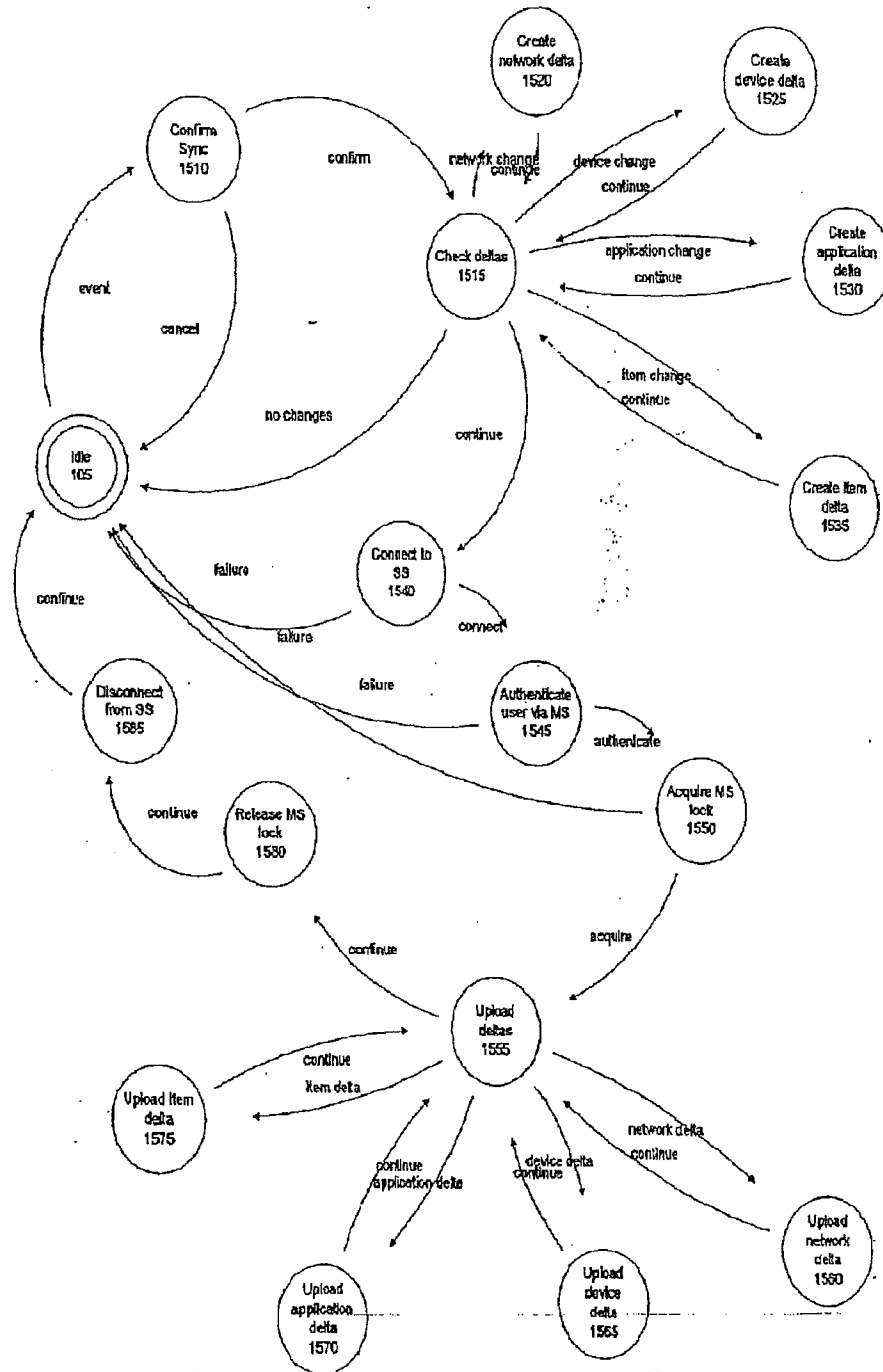 Create
network delta
1520
Create
device delta
1525
Confirm
Sync
1510
confirm
network change
continue
device change
continue
Create
application
delta
1530
Check deltas
1515
application change
continue
event
cancel
item change
continue
no changes
continue
Idle
105
Create item
delta
1535
Connect to
SS
1540
failure
continue
failure
connect
Disconnect
from SS
1585
failure
Authenticate
user via MS
1545
authenticate
Acquire MS
lock
1550
continue
Release MS
lock
1580
acquire
continue
Upload
deltas
1555
continue
item delta
Upload item
delta
1575
network delta
continue
continue
application delta
device delta
continue
Upload
network
delta
1560
Upload
application
delta
1570
Upload
device
delta
1565